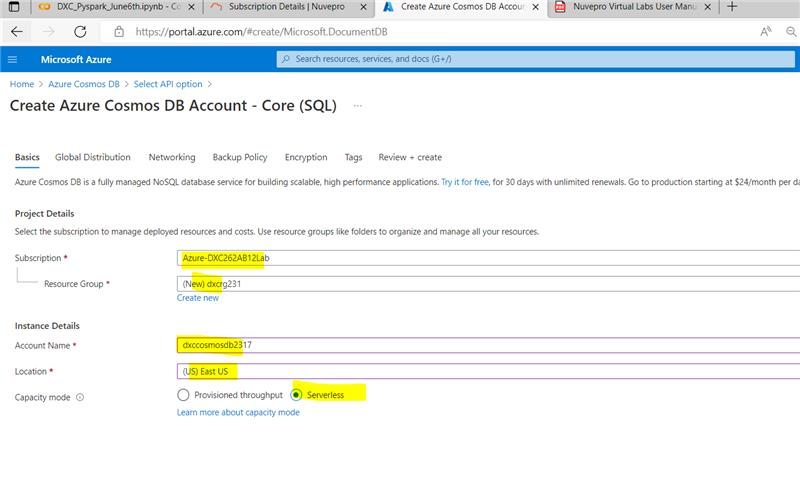 DXC_Pyspark_June6th.ipynb - Co
Subscription Details | Nuvepro
Create Azure Cosmos DB Account
Nuvepro Virtual Labs User Manu
https://portal.azure.com/#create/Microsoft.DocumentDB
Microsoft Azure
Search resources, services, and docs (G+/)
Home > Azure Cosmos DB > Select API option >
Create Azure Cosmos DB Account - Core (SQL) ...
Basics Global Distribution Networking Backup Policy Encryption Tags Review + create
Azure Cosmos DB is a fully managed NoSQL database service for building scalable, high performance applications. Try it for free, for 30 days with unlimited renewals. Go to production starting at $24/month per da
Project Details
Select the subscription to manage deployed resources and costs. Use resource groups like folders to organize and manage all your resources.
Subscription *
Azure-DXC262AB12Lab
Resource Group *
(New) dxcrg231
Create new
Instance Details
Account Name *
dxccosmosdb2317
Location *
(US) East US
Capacity mode
Provisioned throughput
Serverless
Learn more about capacity mode